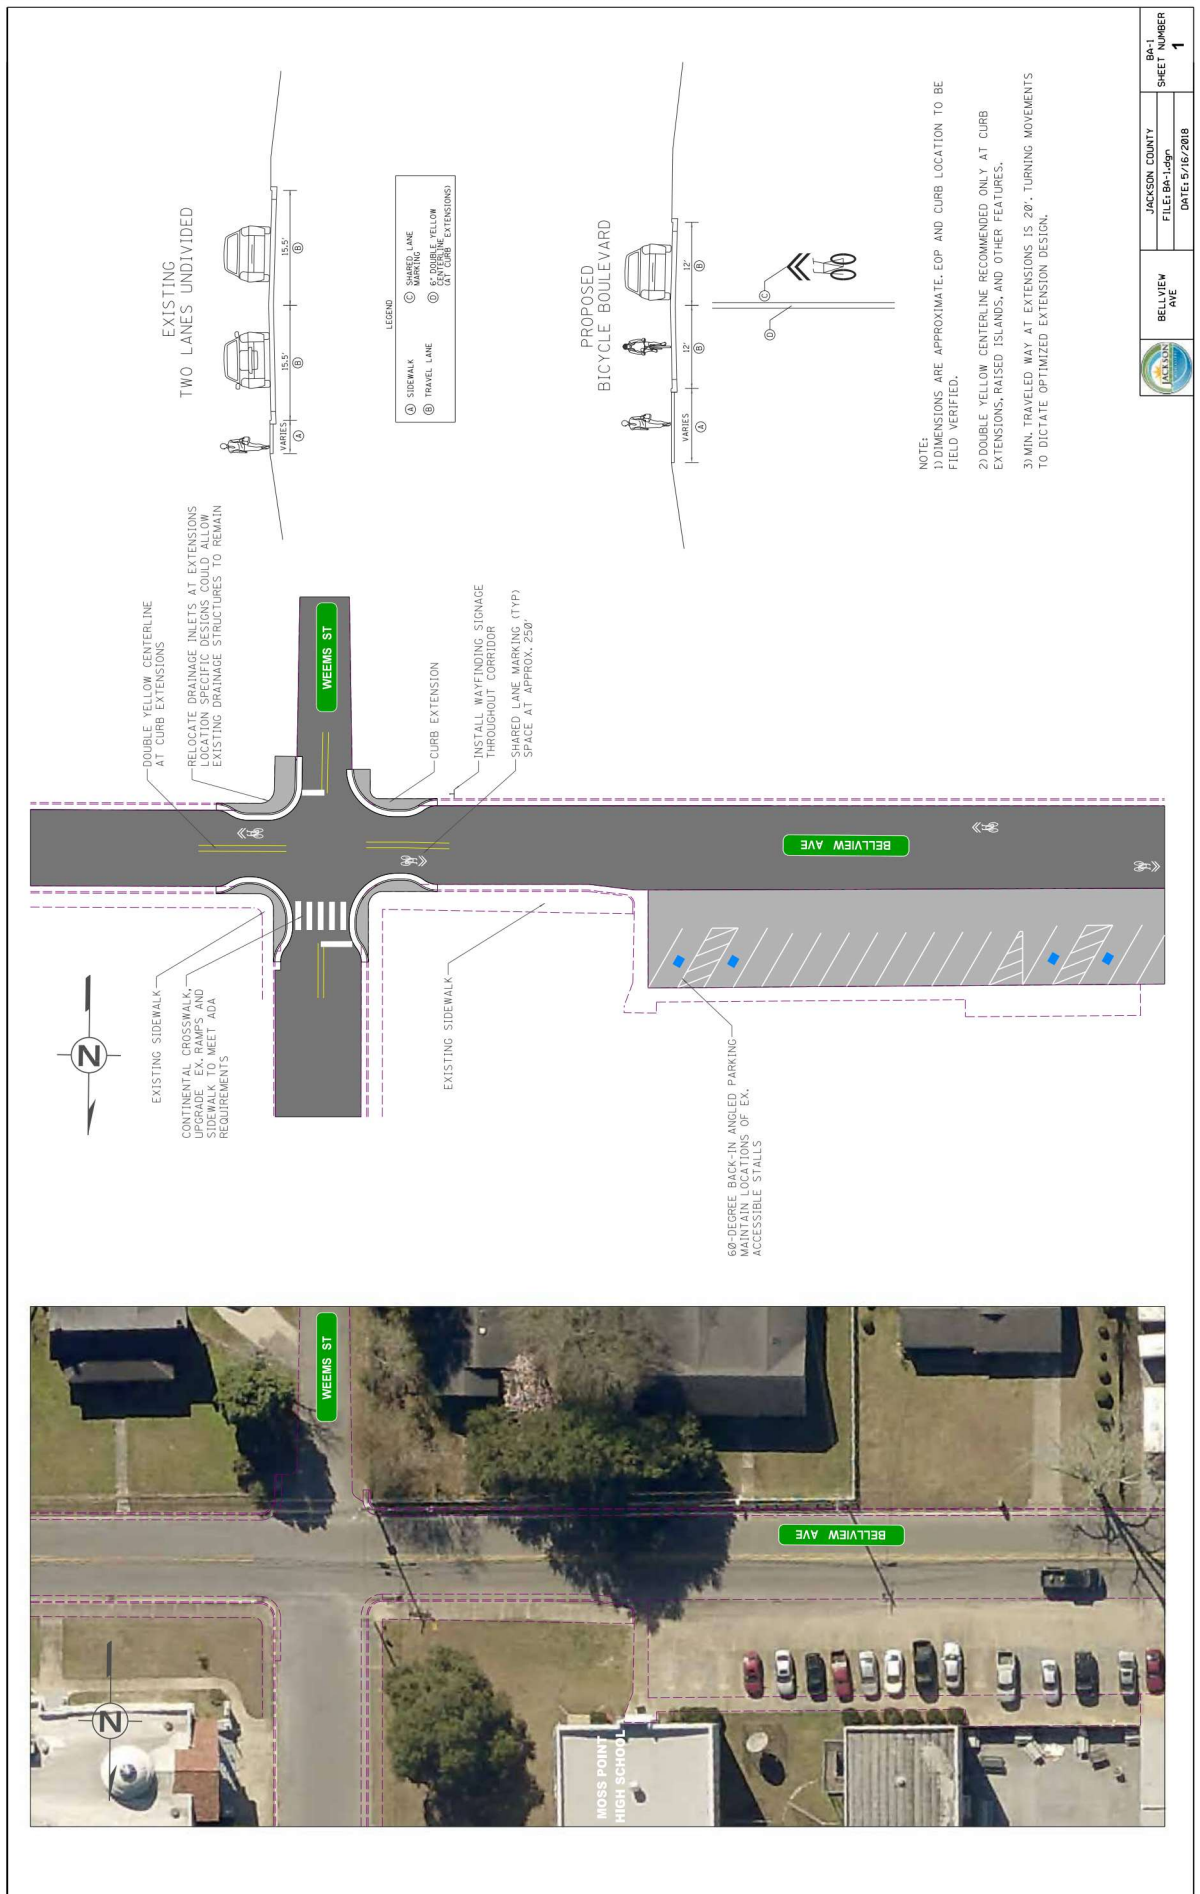 N
MOSS POINT
HIGH SCHOOL
WEEMS ST
BELLVIEW AVE
N
EXISTING SIDEWALK
CONTINENTAL CROSSWALK,
UPGRADE EX. RAMPS AND
SIDEWALK TO MEET ADA
REQUIREMENTS
EXISTING SIDEWALK
60-DEGREE BACK-IN ANGLED PARKING
MAINTAIN LOCATIONS OF EX.
ACCESSIBLE STALLS
DOUBLE YELLOW CENTERLINE
AT CURB EXTENSIONS
RELOCATE DRAINAGE INLETS AT EXTENSIONS
LOCATION SPECIFIC DESIGNS COULD ALLOW
EXISTING DRAINAGE STRUCTURES TO REMAIN
WEEMS ST
CURB EXTENSION
INSTALL WAYFINDING SIGNAGE
THROUGHOUT CORRIDOR
SHARED LANE MARKING (TYP)
SPACE AT APPROX. 250'
BELLVIEW AVE
EXISTING
TWO LANES UNDIVIDED
VARIES 15.5' 15.5'
A B B
LEGEND
A SIDEWALK
B TRAVEL LANE
C SHARED LANE
MARKING
D 6" DOUBLE YELLOW
CENTERLINE
(AT CURB EXTENSIONS)
PROPOSED
BICYCLE BOULEVARD
VARIES 12' 12'
A B B
D C
NOTE:
1) DIMENSIONS ARE APPROXIMATE. EOP AND CURB LOCATION TO BE
FIELD VERIFIED.
2) DOUBLE YELLOW CENTERLINE RECOMMENDED ONLY AT CURB
EXTENSIONS, RAISED ISLANDS, AND OTHER FEATURES.
3) MIN. TRAVELED WAY AT EXTENSIONS IS 20'. TURNING MOVEMENTS
TO DICTATE OPTIMIZED EXTENSION DESIGN.
JACKSON
BELLVIEW
AVE
JACKSON COUNTY
FILE: BA-1.dgn
DATE: 5/16/2018
BA-1
SHEET NUMBER
1